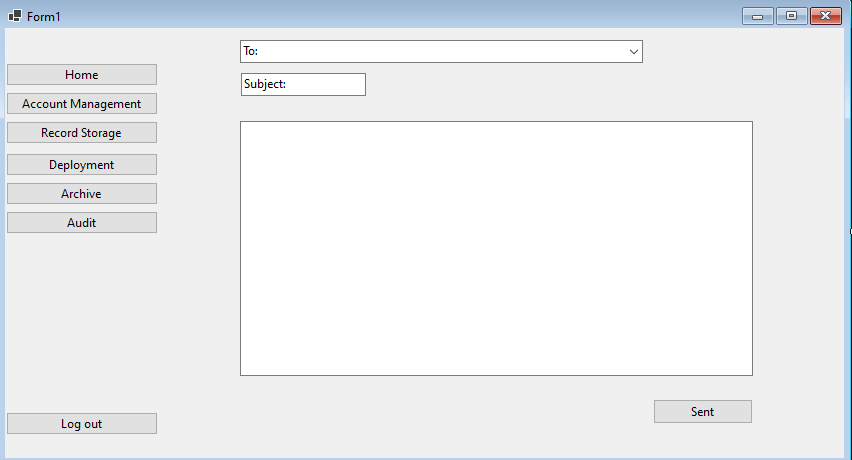 Form1
To:
Subject:
Home
Account Management
Record Storage
Deployment
Archive
Audit
Sent
Log out